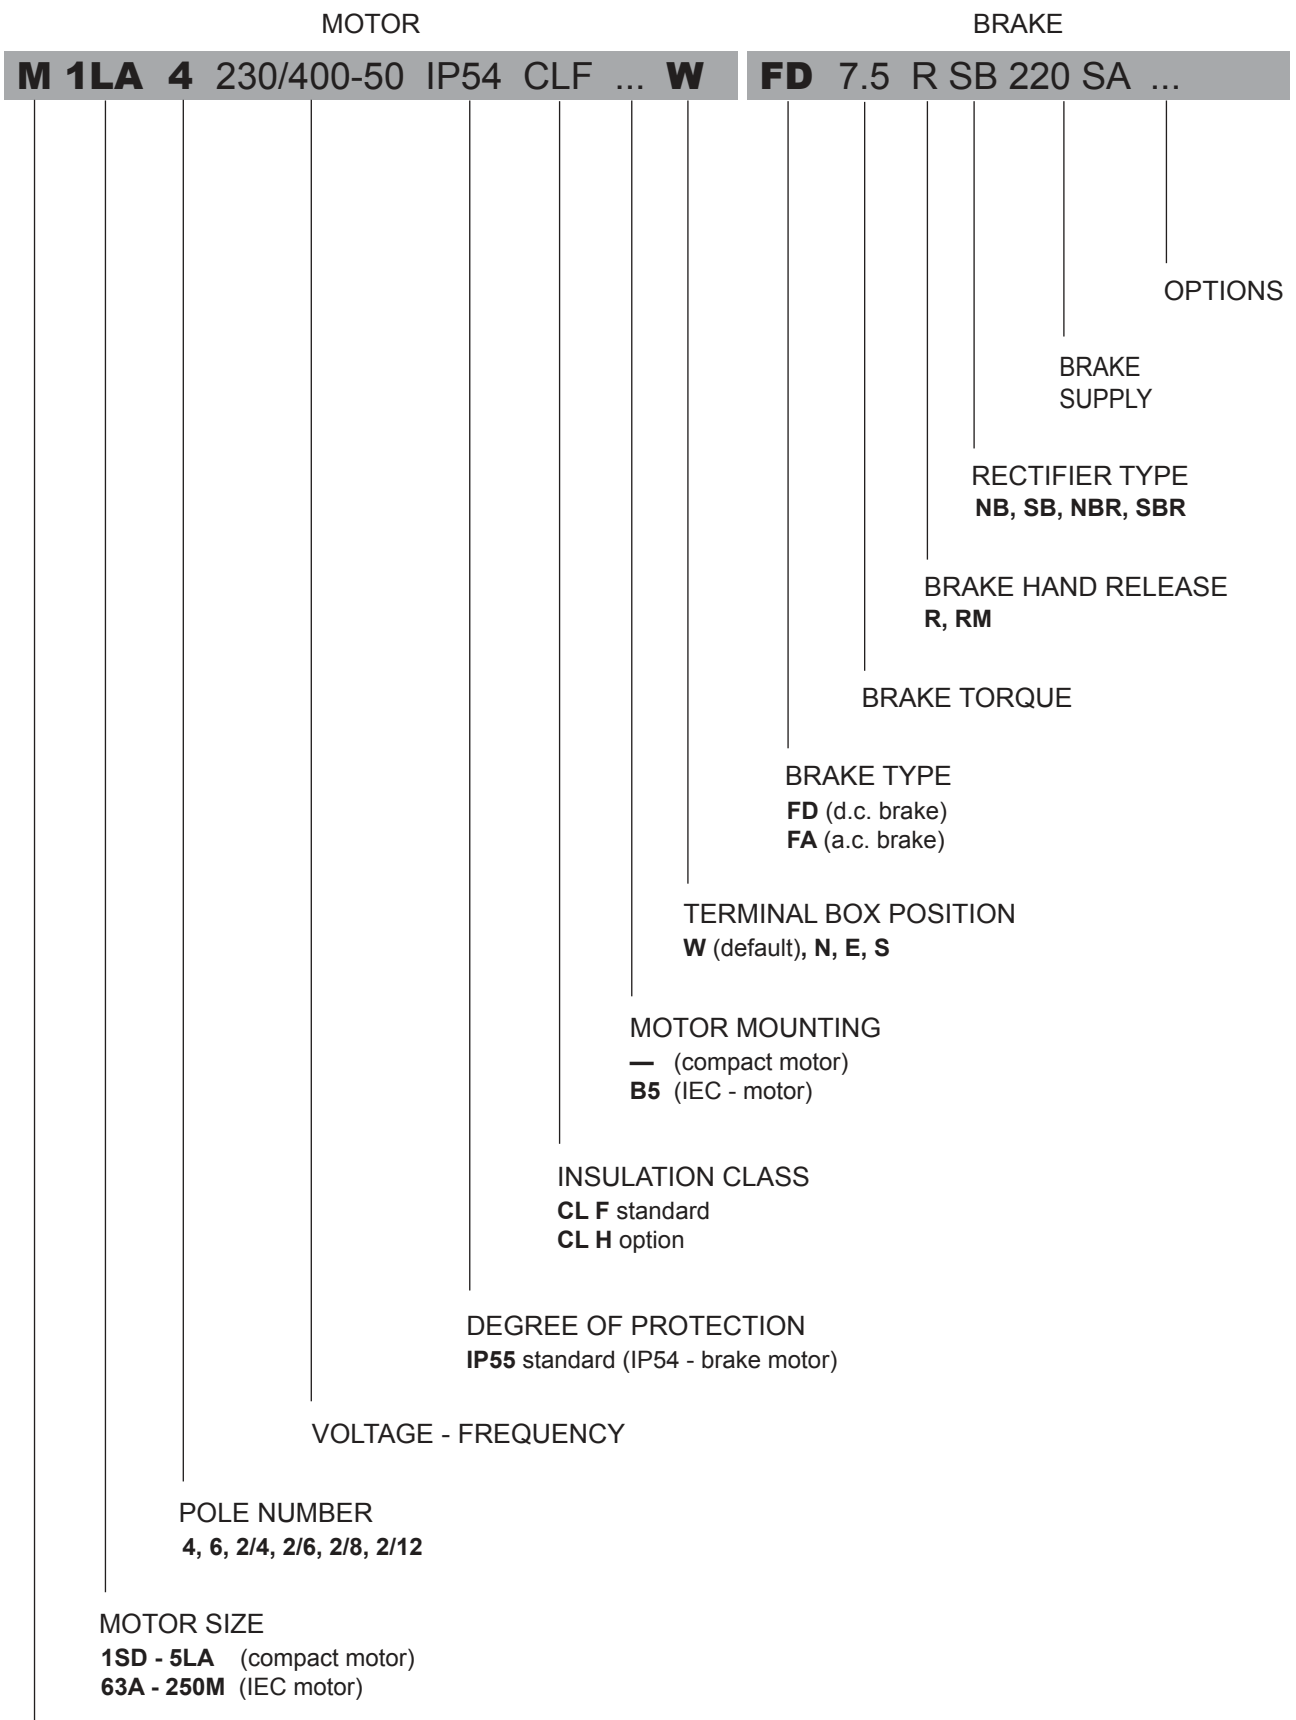 MOTOR
BRAKE
M 1LA 4 230/400-50 IP54 CLF ... W FD 7.5 R SB 220 SA ...
OPTIONS
BRAKE
SUPPLY
RECTIFIER TYPE
NB, SB, NBR, SBR
BRAKE HAND RELEASE
R, RM
BRAKE TORQUE
BRAKE TYPE
FD (d.c. brake)
FA (a.c. brake)
TERMINAL BOX POSITION
W (default), N, E, S
MOTOR MOUNTING
— (compact motor)
B5 (IEC - motor)
INSULATION CLASS
CL F standard
CL H option
DEGREE OF PROTECTION
IP55 standard (IP54 - brake motor)
VOLTAGE - FREQUENCY
POLE NUMBER
4, 6, 2/4, 2/6, 2/8, 2/12
MOTOR SIZE
1SD - 5LA (compact motor)
63A - 250M (IEC motor)